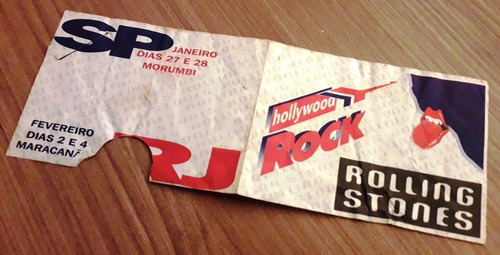 SP
JANEIRO
DIAS 27 E 28
MORUMBI
FEVEREIRO
DIAS 2 E 4
MARACANÃ
RJ
hollywood
ROCK
ROLLING
STONES